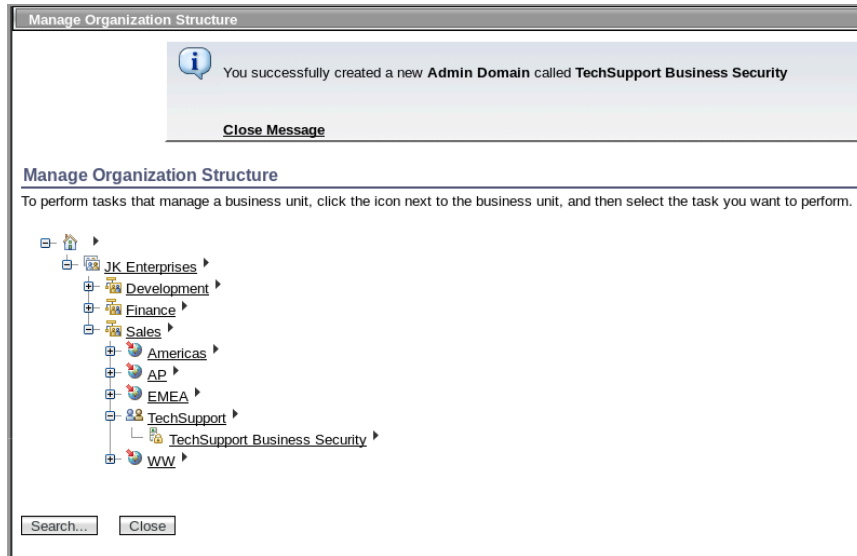 Manage Organization Structure
You successfully created a new Admin Domain called TechSupport Business Security
Close Message
Manage Organization Structure
To perform tasks that manage a business unit, click the icon next to the business unit, and then select the task you want to perform.
JK Enterprises
Development
Finance
Sales
Americas
AP
EMEA
TechSupport
TechSupport Business Security
WW
Search... Close